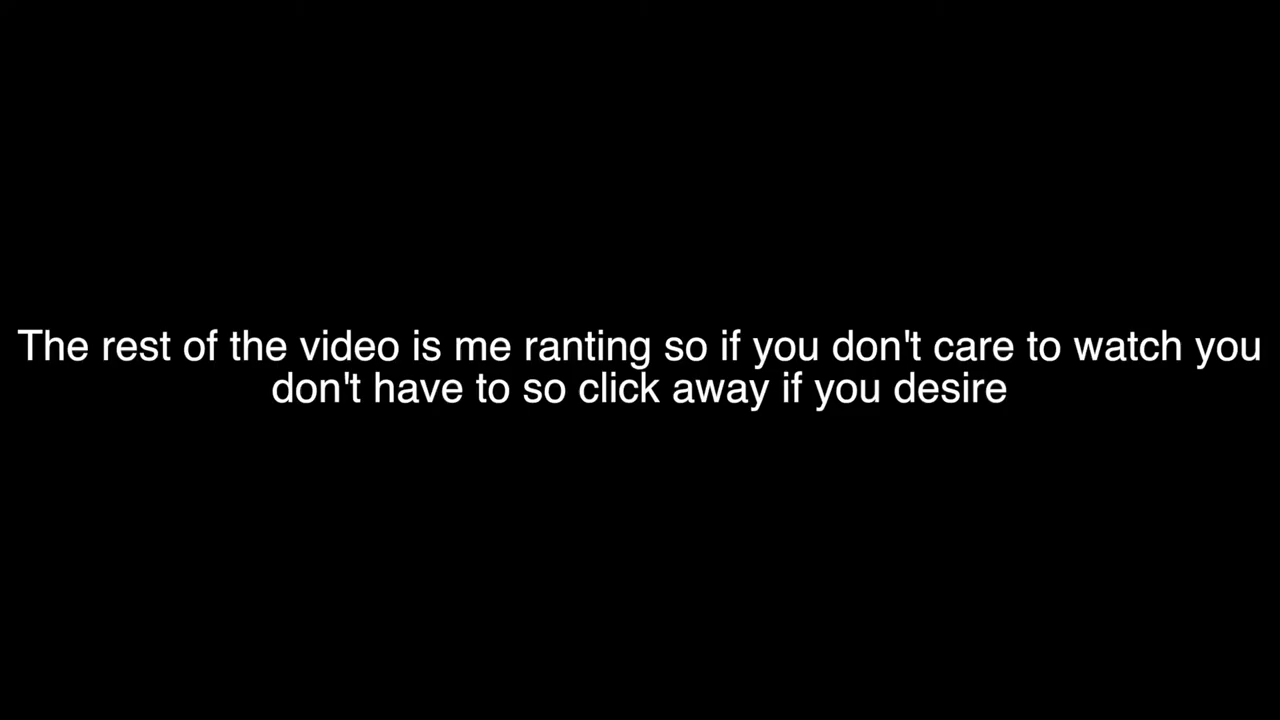 The rest of the video is me ranting so if you don't care to watch you
don't have to so click away if you desire